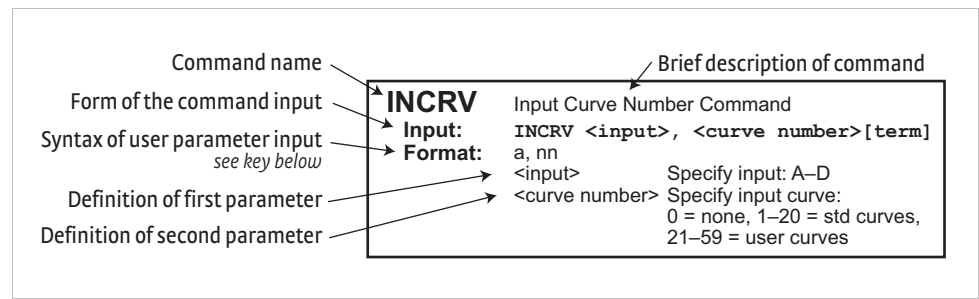 Command name
Brief description of command
INCRV Input Curve Number Command
Form of the command input
Input: INCRV <input>, <curve number>[term]
Syntax of user parameter input
see key below
Format: a, nn
<input> Specify input: A–D
Definition of first parameter
<curve number> Specify input curve:
0 = none, 1–20 = std curves,
Definition of second parameter
21–59 = user curves